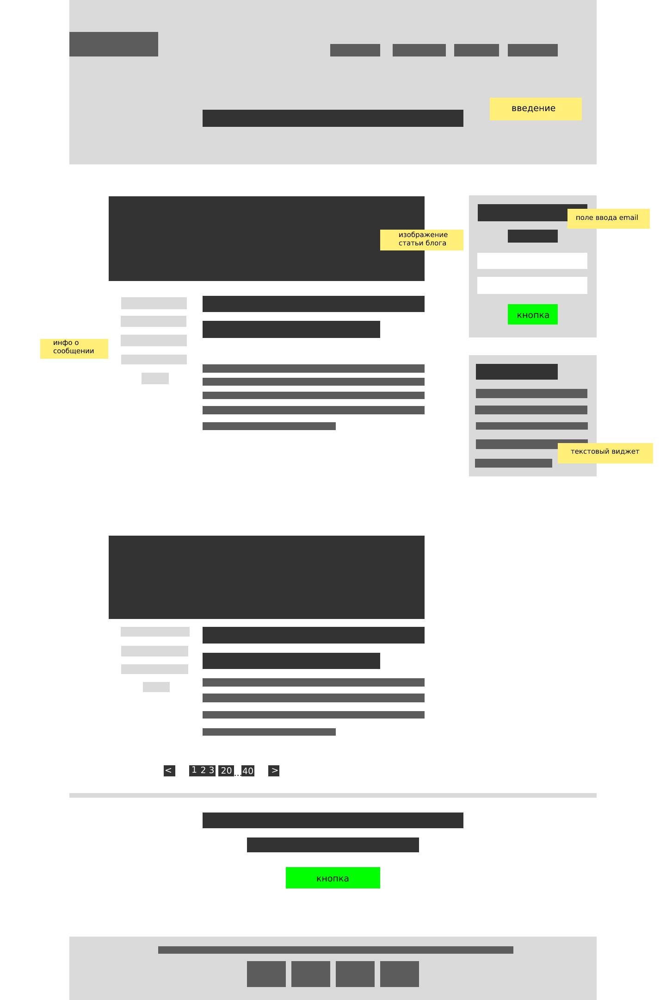 введение
поле ввода email
изображение
статьи блога
кнопка
инфо о
сообщении
текстовый виджет
< 1 2 3 20 ... 40 >
кнопка